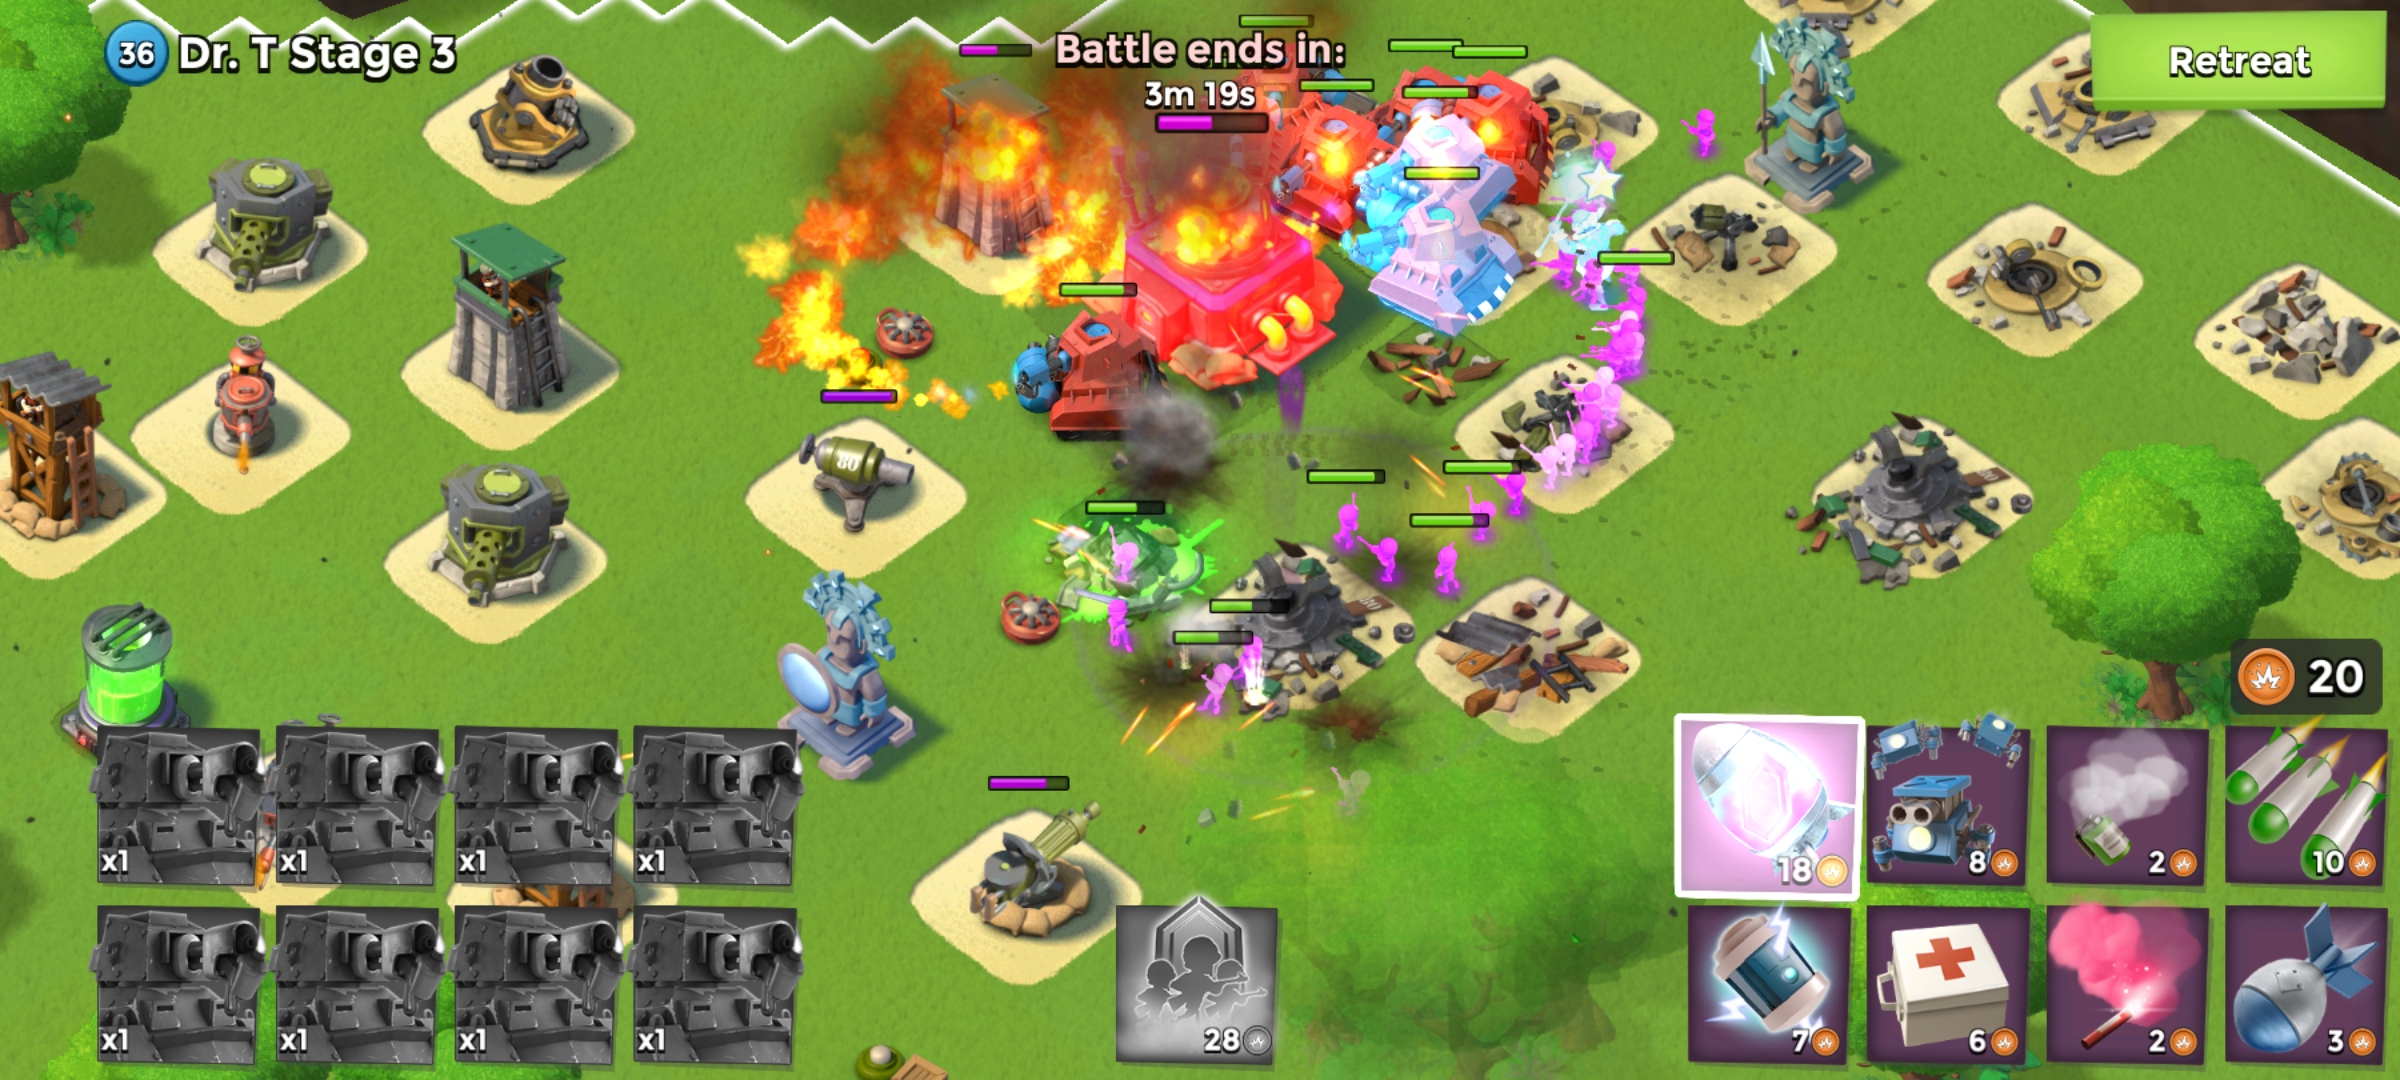 36 Dr. T Stage 3
Battle ends in:
3m 19s
Retreat
08
20
x1 x1 x1 x1
18 8 2 10
x1 x1 x1 x1
28
7 6 2 3